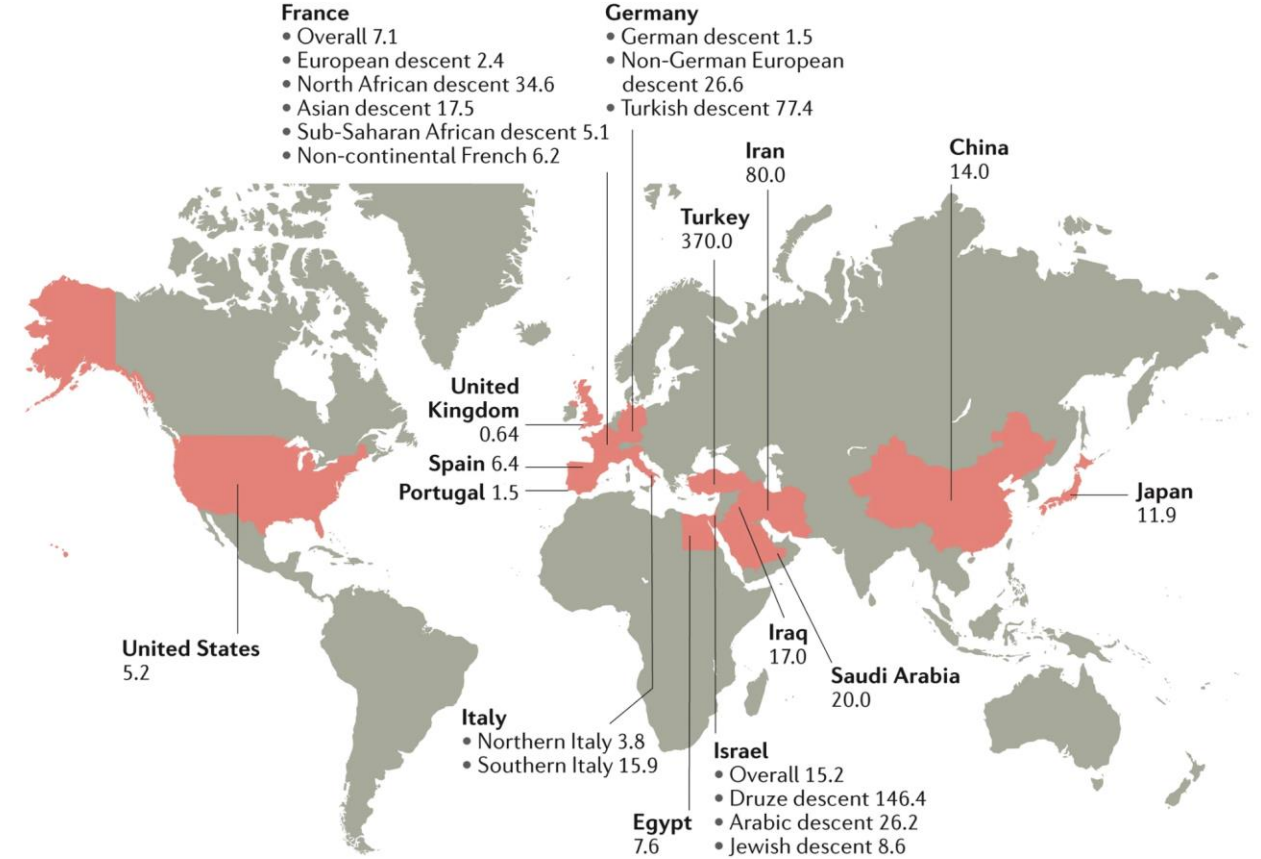 France
• Overall 7.1
• European descent 2.4
• North African descent 34.6
• Asian descent 17.5
• Sub-Saharan African descent 5.1
• Non-continental French 6.2
Germany
• German descent 1.5
• Non-German European
descent 26.6
• Turkish descent 77.4
Iran
80.0
China
14.0
Turkey
370.0
United
Kingdom
0.64
Spain 6.4
Portugal 1.5
Japan
11.9
United States
5.2
Iraq
17.0
Saudi Arabia
20.0
Italy
• Northern Italy 3.8
• Southern Italy 15.9
Israel
• Overall 15.2
• Druze descent 146.4
• Arabic descent 26.2
• Jewish descent 8.6
Egypt
7.6